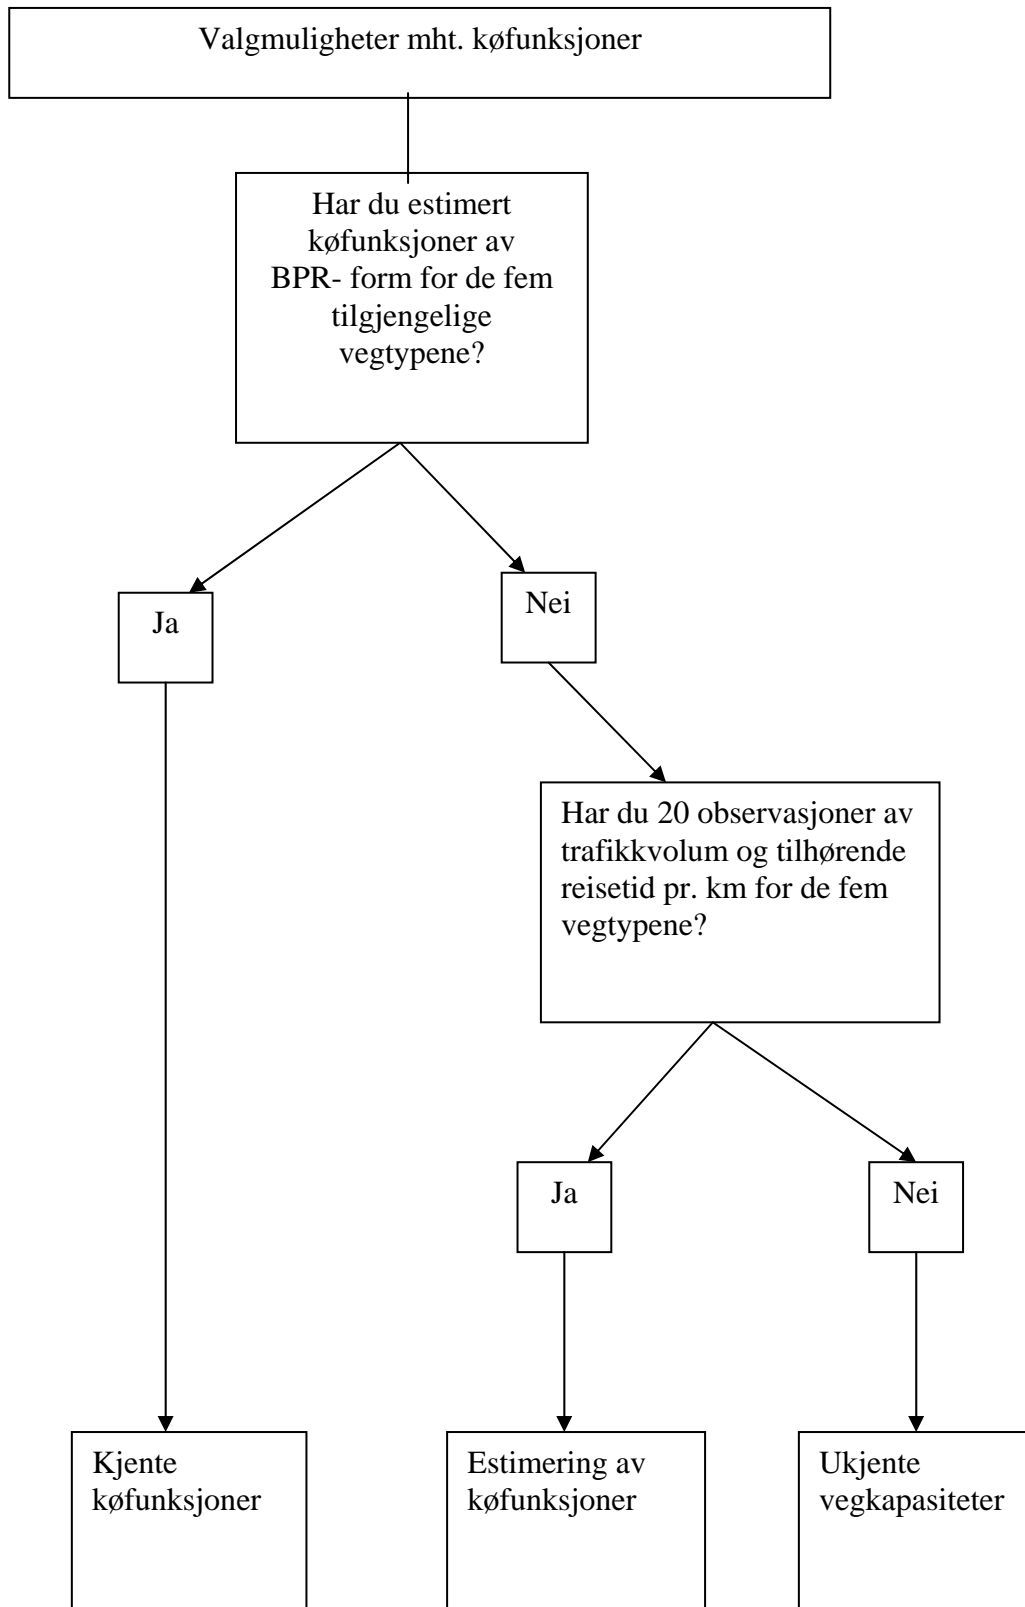 Valgmuligheter mht. køfunksjoner
Har du estimert
køfunksjoner av
BPR- form for de fem
tilgjengelige
vegtypene?
Ja
Nei
Har du 20 observasjoner av
trafikkvolum og tilhørende
reisetid pr. km for de fem
vegtypene?
Ja
Nei
Kjente
køfunksjoner
Estimering av
køfunksjoner
Ukjente
vegkapasiteter